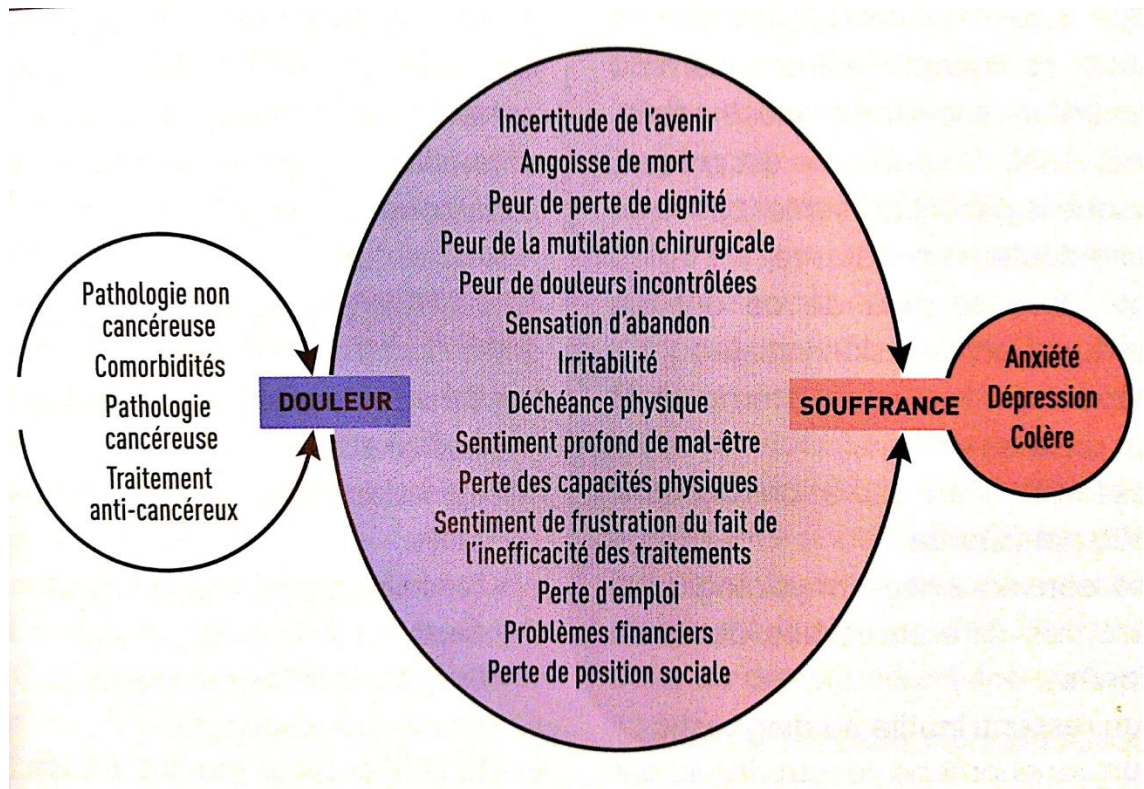 Pathologie non
cancéreuse
Comorbidités
Pathologie
cancéreuse
Traitement
anti-cancéreux
DOULEUR
Incertitude de l'avenir
Angoisse de mort
Peur de perte de dignité
Peur de la mutilation chirurgicale
Peur de douleurs incontrôlées
Sensation d'abandon
Irritabilité
Déchéance physique
Sentiment profond de mal-être
Perte des capacités physiques
Sentiment de frustration du fait de
l'inefficacité des traitements
Perte d'emploi
Problèmes financiers
Perte de position sociale
SOUFFRANCE
Anxiété
Dépression
Colère